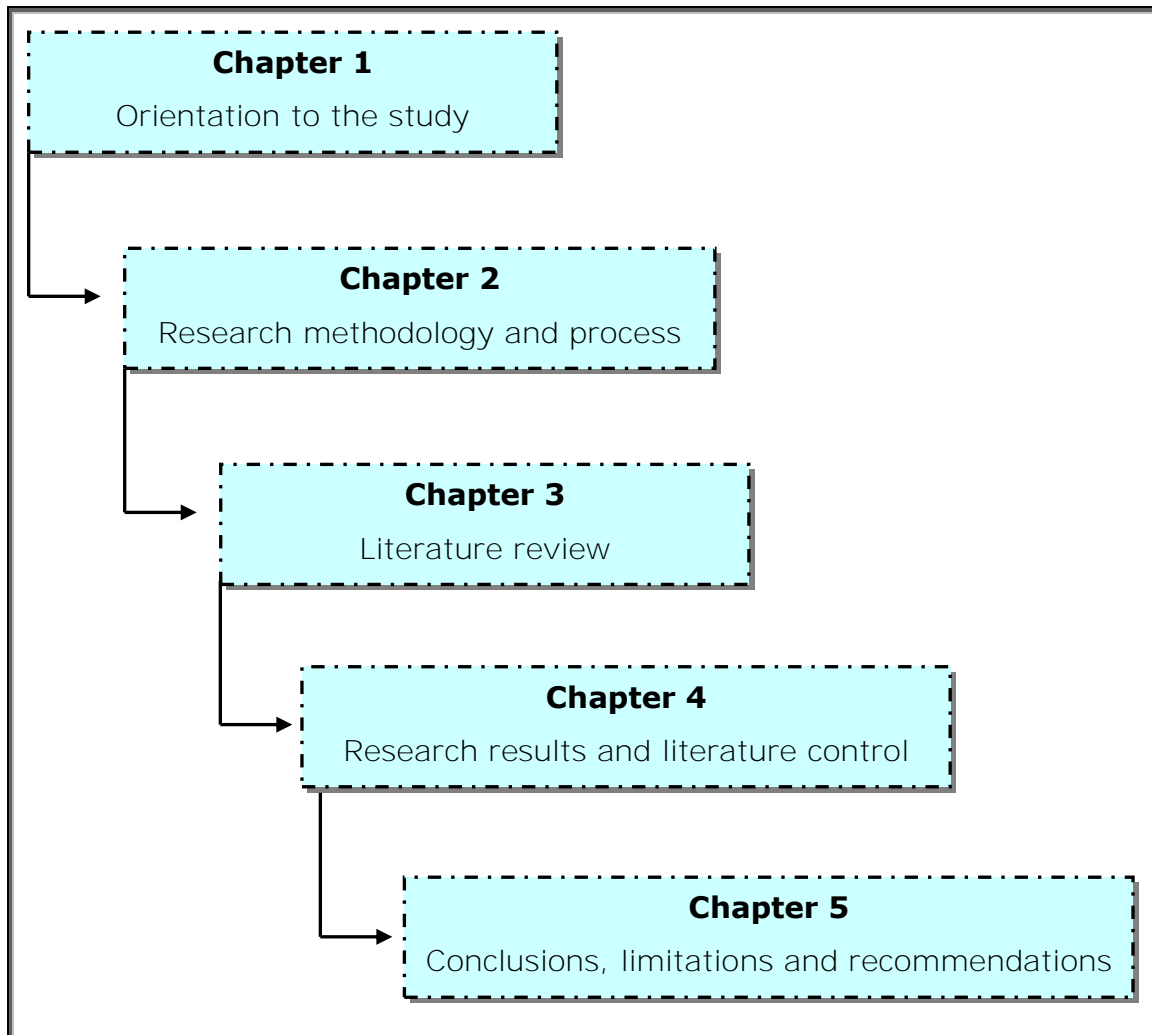 Chapter 1
Orientation to the study
Chapter 2
Research methodology and process
Chapter 3
Literature review
Chapter 4
Research results and literature control
Chapter 5
Conclusions, limitations and recommendations